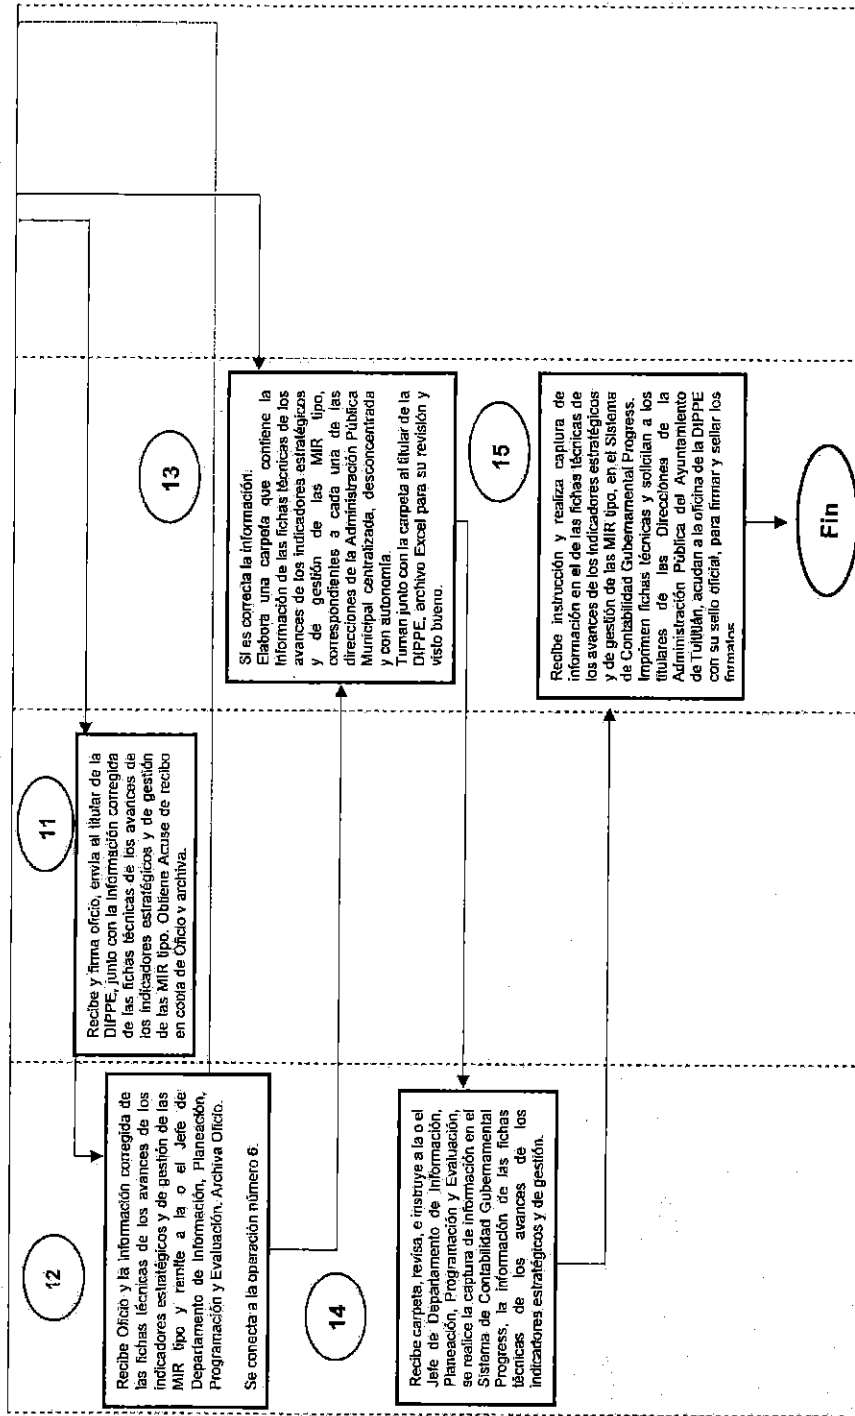 11
Recibe y firma oficio, envía al titular de la
DIPPE, junto con la información corregida
de las fichas técnicas de los avances de
los indicadores estratégicos y de gestión
de las MIR tipo. Obtiene Acuse de recibo
en copia de Oficio y archiva.
12
Recibe Oficio y la información corregida de
las fichas técnicas de los avances de los
indicadores estratégicos y de gestión de las
MIR tipo y remite a la o el Jefe de
Departamento de Información, Planeación,
Programación y Evaluación. Archiva Oficio.
Se conecta a la operación número 6.
13
Si es correcta la información:
Elabora una carpeta que contiene la
información de las fichas técnicas de los
avances de los indicadores estratégicos
y de gestión de las MIR tipo,
correspondientes a cada una de las
direcciones de la Administración Pública
Municipal centralizada, desconcentrada
y con autonomía.
Turnan junto con la carpeta al titular de la
DIPPE, archivo Excel para su revisión y
visto bueno.
14
Recibe carpeta, revisa, e instruye a la o el
Jefe de Departamento de Información,
Planeación, Programación y Evaluación,
se realice la captura de información en el
Sistema de Contabilidad Gubernamental
Progress, la información de las fichas
técnicas de los avances de los
indicadores estratégicos y de gestión.
15
Recibe instrucción y realiza captura de
información en el de las fichas técnicas de
los avances de los indicadores estratégicos
y de gestión de las MIR tipo, en el Sistema
de Contabilidad Gubernamental Progress.
Imprimen fichas técnicas y solicitan a los
titulares de las Direcciones de la
Administración Pública del Ayuntamiento
de Tultitlán, acudan a la oficina de la DIPPE
con su sello oficial, para firmar y sellar los
formatos.
Fin